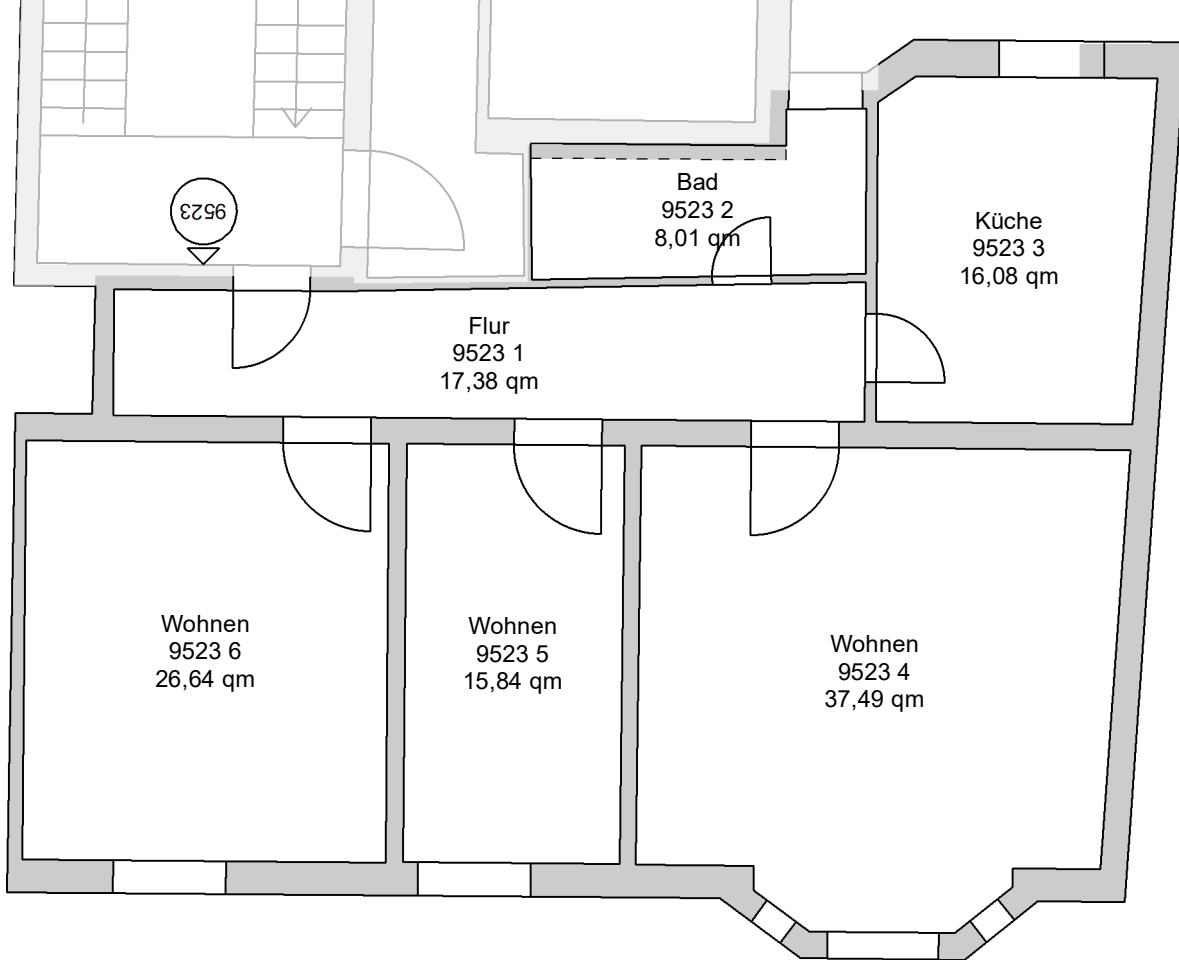 9523
Bad
9523 2
8,01 qm
Küche
9523 3
16,08 qm
Flur
9523 1
17,38 qm
Wohnen
9523 6
26,64 qm
Wohnen
9523 5
15,84 qm
Wohnen
9523 4
37,49 qm